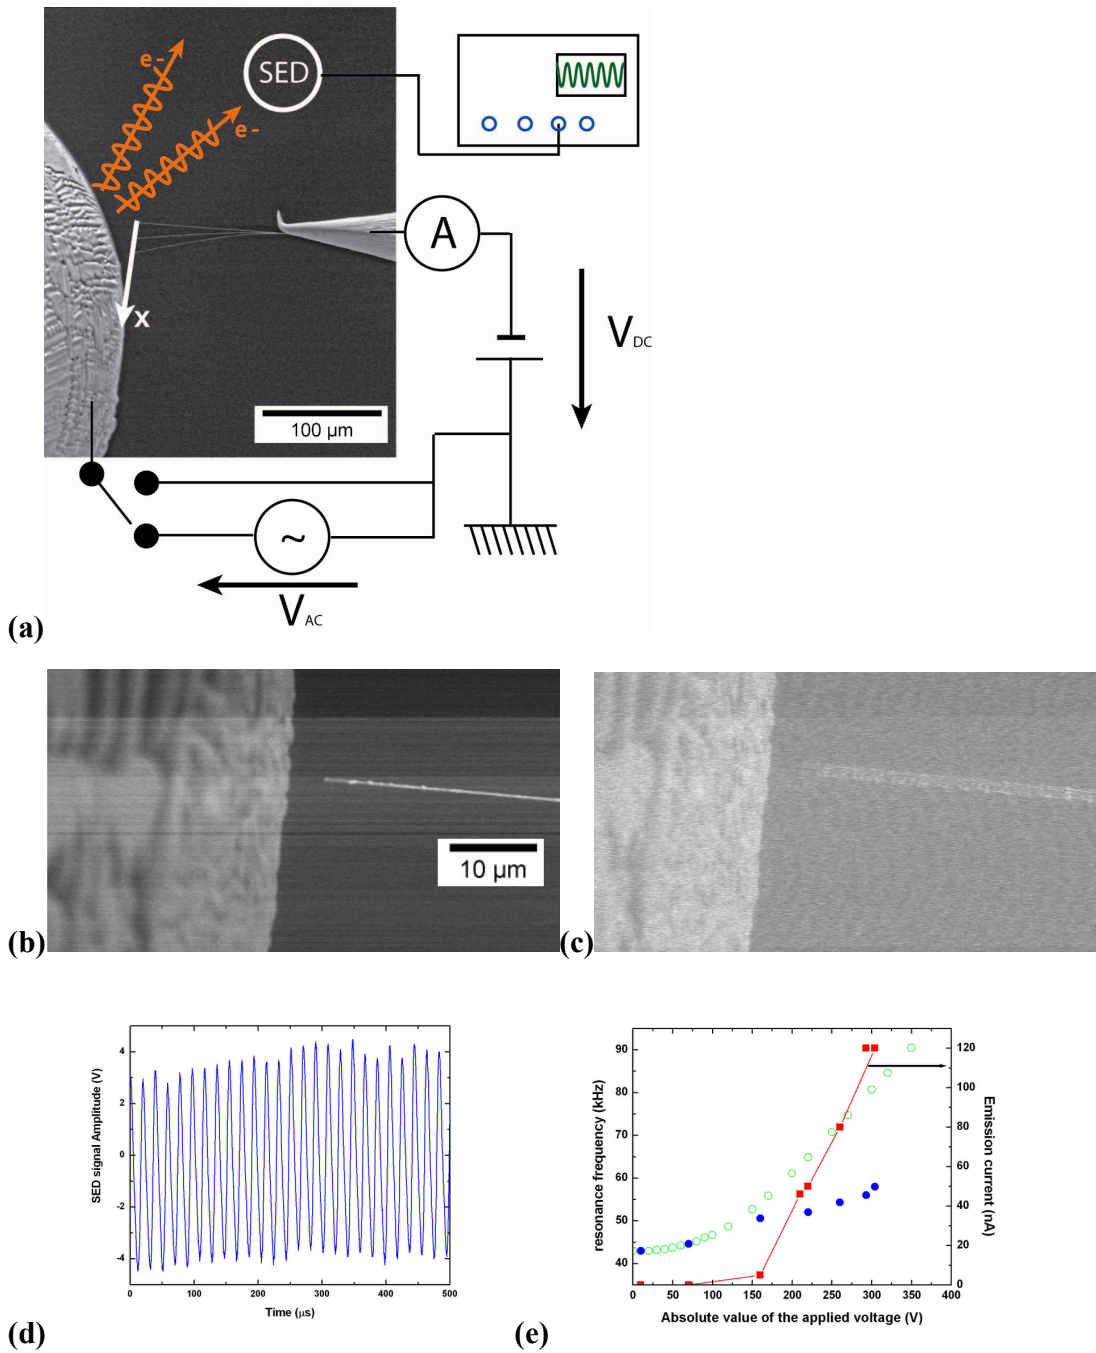 e -
SED
e -
A
x
V DC
100 µm
~
V AC
(a)
10 µm
(b)
(c)
SED signal Amplitude (V)
4
2
0
-2
-4
0 100 200 300 400 500
Time (µs)
(d)
resonance frequency (kHz)
90
80
70
60
50
40
120
100
80
60
40
20
0
Emission current (nA)
0 50 100 150 200 250 300 350 400
Absolute value of the applied voltage (V)
(e)